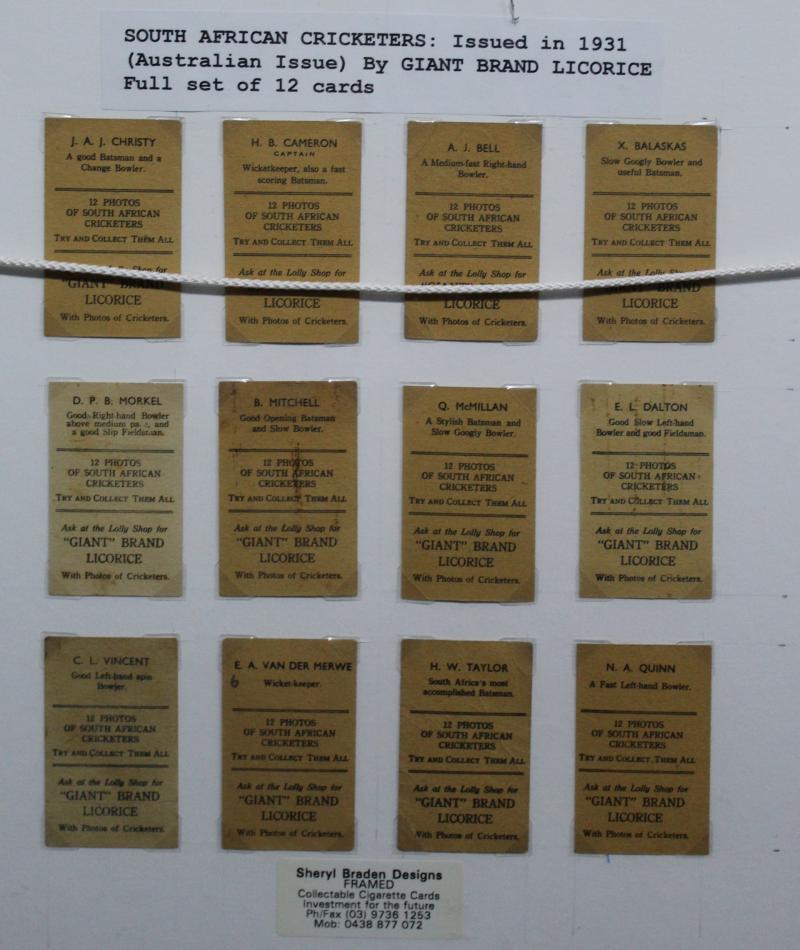 SOUTH AFRICAN CRICKETERS: Issued in 1931
(Australian Issue) By GIANT BRAND LICORICE
Full set of 12 cards
J. A. J. CHRISTY
A good Batsman and a
Change Bowler.
12 PHOTOS
OF SOUTH AFRICAN
CRICKETERS
TRY AND COLLECT THEM ALL
Shop for
"GIANT" BRAND
LICORICE
With Photos of Cricketers.
H. B. CAMERON
CAPTAIN
Wicketkeeper, also a fast
scoring Batsman.
12 PHOTOS
OF SOUTH AFRICAN
CRICKETERS
TRY AND COLLECT THEM ALL
Ask at the Lolly Shop for
LICORICE
With Photos of Cricketers.
A. J. BELL
A Medium-fast Right-hand
Bowler.
12 PHOTOS
OF SOUTH AFRICAN
CRICKETERS
TRY AND COLLECT THEM ALL
Ask at the Lolly Shop for
LICORICE
With Photos of Cricketers.
X. BALASKAS
Slow Googly Bowler and
useful Batsman.
12 PHOTOS
OF SOUTH AFRICAN
CRICKETERS
TRY AND COLLECT THEM ALL
Ask at the Lolly Shop for
"GIANT" BRAND
LICORICE
With Photos of Cricketers.
D. P. B. MORKEL
Good Right-hand Bowler
above medium and
a good Slip Fieldsman.
12 PHOTOS
OF SOUTH AFRICAN
CRICKETERS
TRY AND COLLECT THEM ALL
Ask at the Lolly Shop for
"GIANT" BRAND
LICORICE
With Photos of Cricketers.
B. MITCHELL
Good Opening Batsman
and Slow Bowler.
12 PHOTOS
OF SOUTH AFRICAN
CRICKETERS
TRY AND COLLECT THEM ALL
Ask at the Lolly Shop for
"GIANT" BRAND
LICORICE
With Photos of Cricketers.
Q. McMILLAN
A Stylish Batsman and
Slow Googly Bowler.
12 PHOTOS
OF SOUTH AFRICAN
CRICKETERS
TRY AND COLLECT THEM ALL
Ask at the Lolly Shop for
"GIANT" BRAND
LICORICE
With Photos of Cricketers.
E. L. DALTON
Good Slow Left-hand
Bowler and good Fieldsman.
12 PHOTOS
OF SOUTH AFRICAN
CRICKETERS
TRY AND COLLECT THEM ALL
Ask at the Lolly Shop for
"GIANT" BRAND
LICORICE
With Photos of Cricketers.
C. L. VINCENT
Good Left-hand spin
Bowler.
12 PHOTOS
OF SOUTH AFRICAN
CRICKETERS
TRY AND COLLECT THEM ALL
Ask at the Lolly Shop for
"GIANT" BRAND
LICORICE
With Photos of Cricketers.
E. A. VAN DER MERWE
6 Wicket-keeper.
12 PHOTOS
OF SOUTH AFRICAN
CRICKETERS
TRY AND COLLECT THEM ALL
Ask at the Lolly Shop for
"GIANT" BRAND
LICORICE
With Photos of Cricketers.
H. W. TAYLOR
South Africa's most
accomplished Batsman.
12 PHOTOS
OF SOUTH AFRICAN
CRICKETERS
TRY AND COLLECT THEM ALL
Ask at the Lolly Shop for
"GIANT" BRAND
LICORICE
With Photos of Cricketers.
N. A. QUINN
A Fast Left-hand Bowler.
12 PHOTOS
OF SOUTH AFRICAN
CRICKETERS
TRY AND COLLECT THEM ALL
Ask at the Lolly Shop for
"GIANT" BRAND
LICORICE
With Photos of Cricketers.
Sheryl Braden Designs
FRAMED
Collectable Cigarette Cards
Investment for the future
Ph/Fax (03) 9736 1253
Mob: 0438 877 072